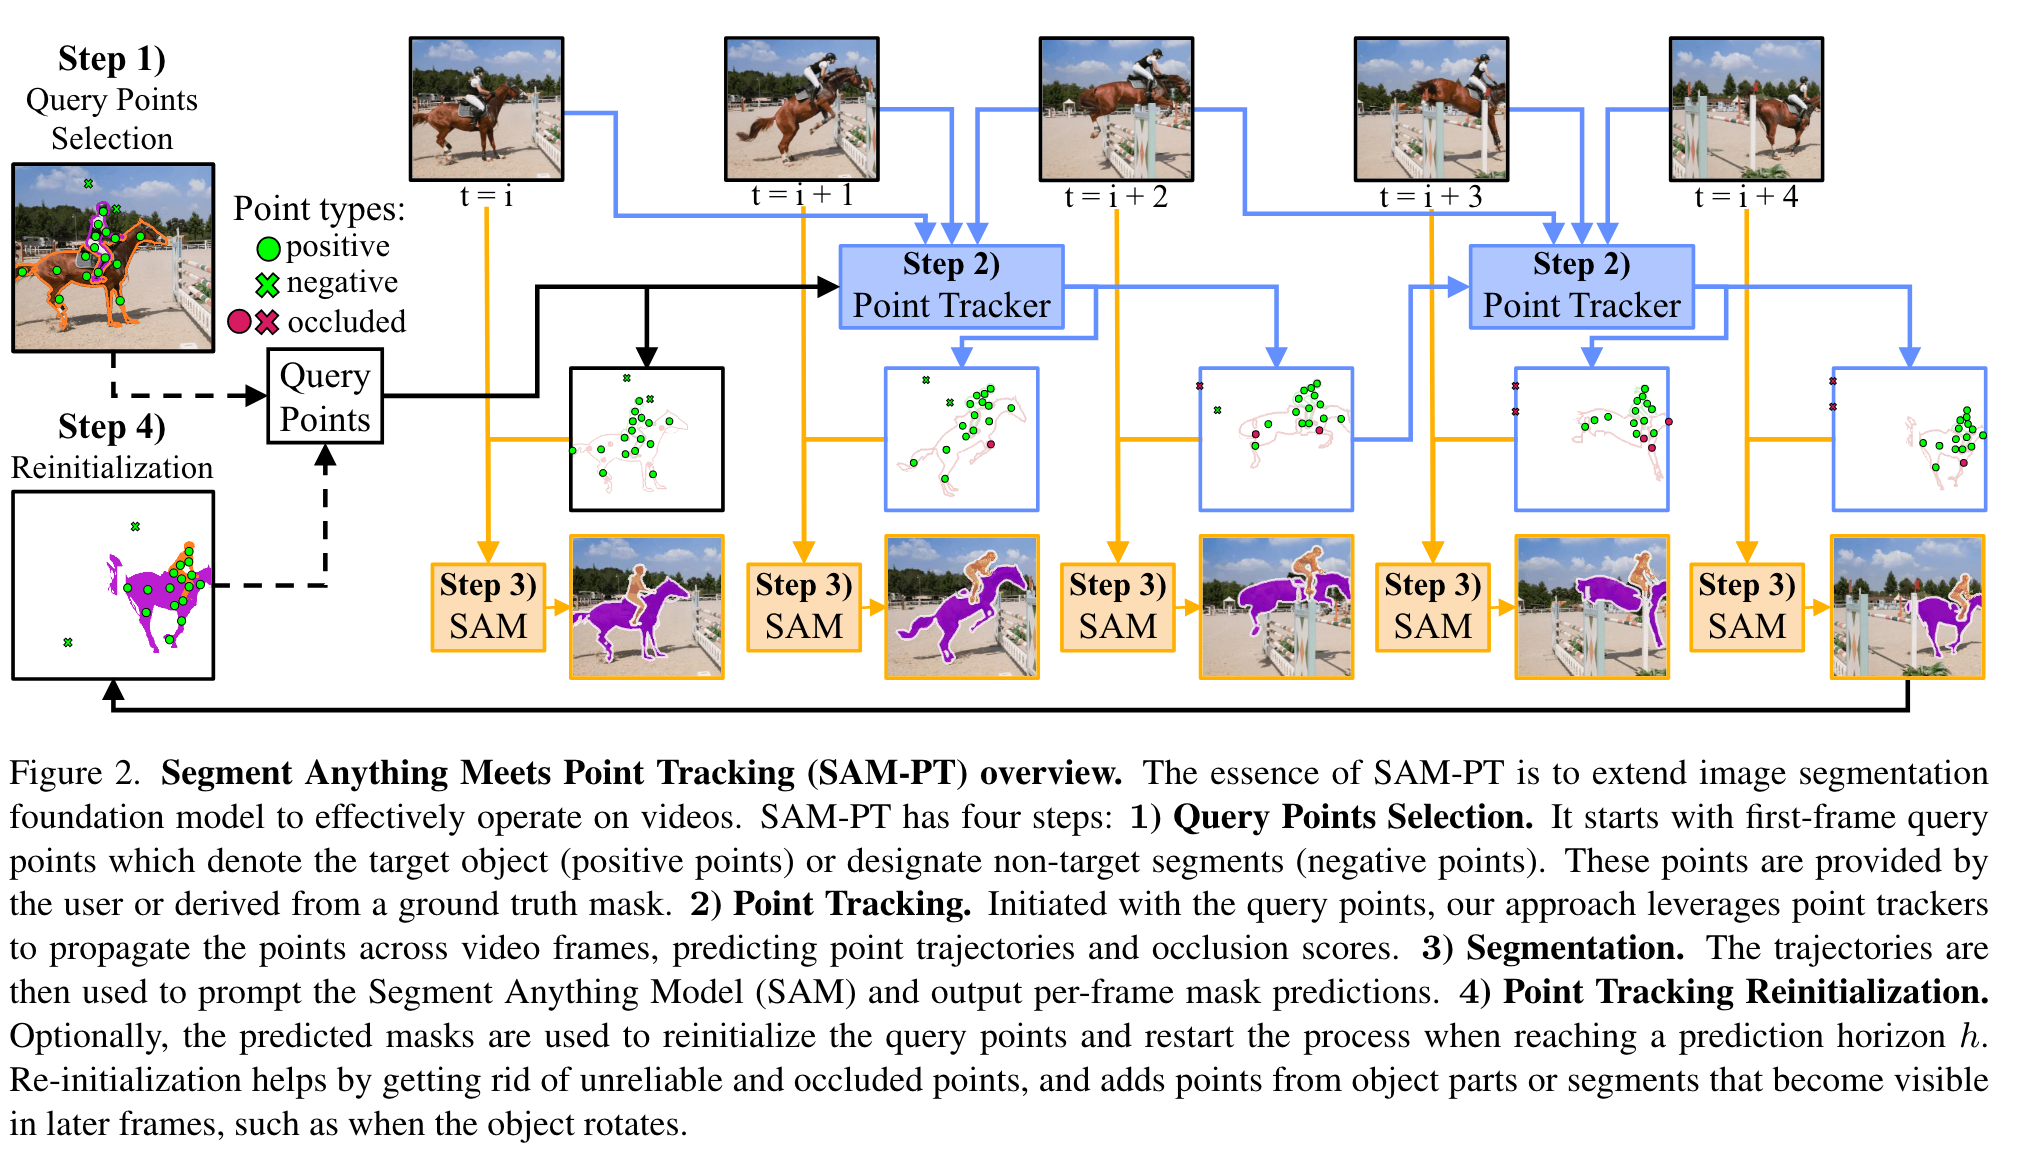 Step 1)
Query Points
Selection
Point types:
positive
negative
occluded
Query
Points
Step 4)
Reinitialization
t = i
t = i + 1
t = i + 2
t = i + 3
t = i + 4
Step 2)
Point Tracker
Step 2)
Point Tracker
Step 3)
SAM
Step 3)
SAM
Step 3)
SAM
Step 3)
SAM
Step 3)
SAM
Figure 2. Segment Anything Meets Point Tracking (SAM-PT) overview. The essence of SAM-PT is to extend image segmentation
foundation model to effectively operate on videos. SAM-PT has four steps: 1) Query Points Selection. It starts with first-frame query
points which denote the target object (positive points) or designate non-target segments (negative points). These points are provided by
the user or derived from a ground truth mask. 2) Point Tracking. Initiated with the query points, our approach leverages point trackers
to propagate the points across video frames, predicting point trajectories and occlusion scores. 3) Segmentation. The trajectories are
then used to prompt the Segment Anything Model (SAM) and output per-frame mask predictions. 4) Point Tracking Reinitialization.
Optionally, the predicted masks are used to reinitialize the query points and restart the process when reaching a prediction horizon h.
Re-initialization helps by getting rid of unreliable and occluded points, and adds points from object parts or segments that become visible
in later frames, such as when the object rotates.